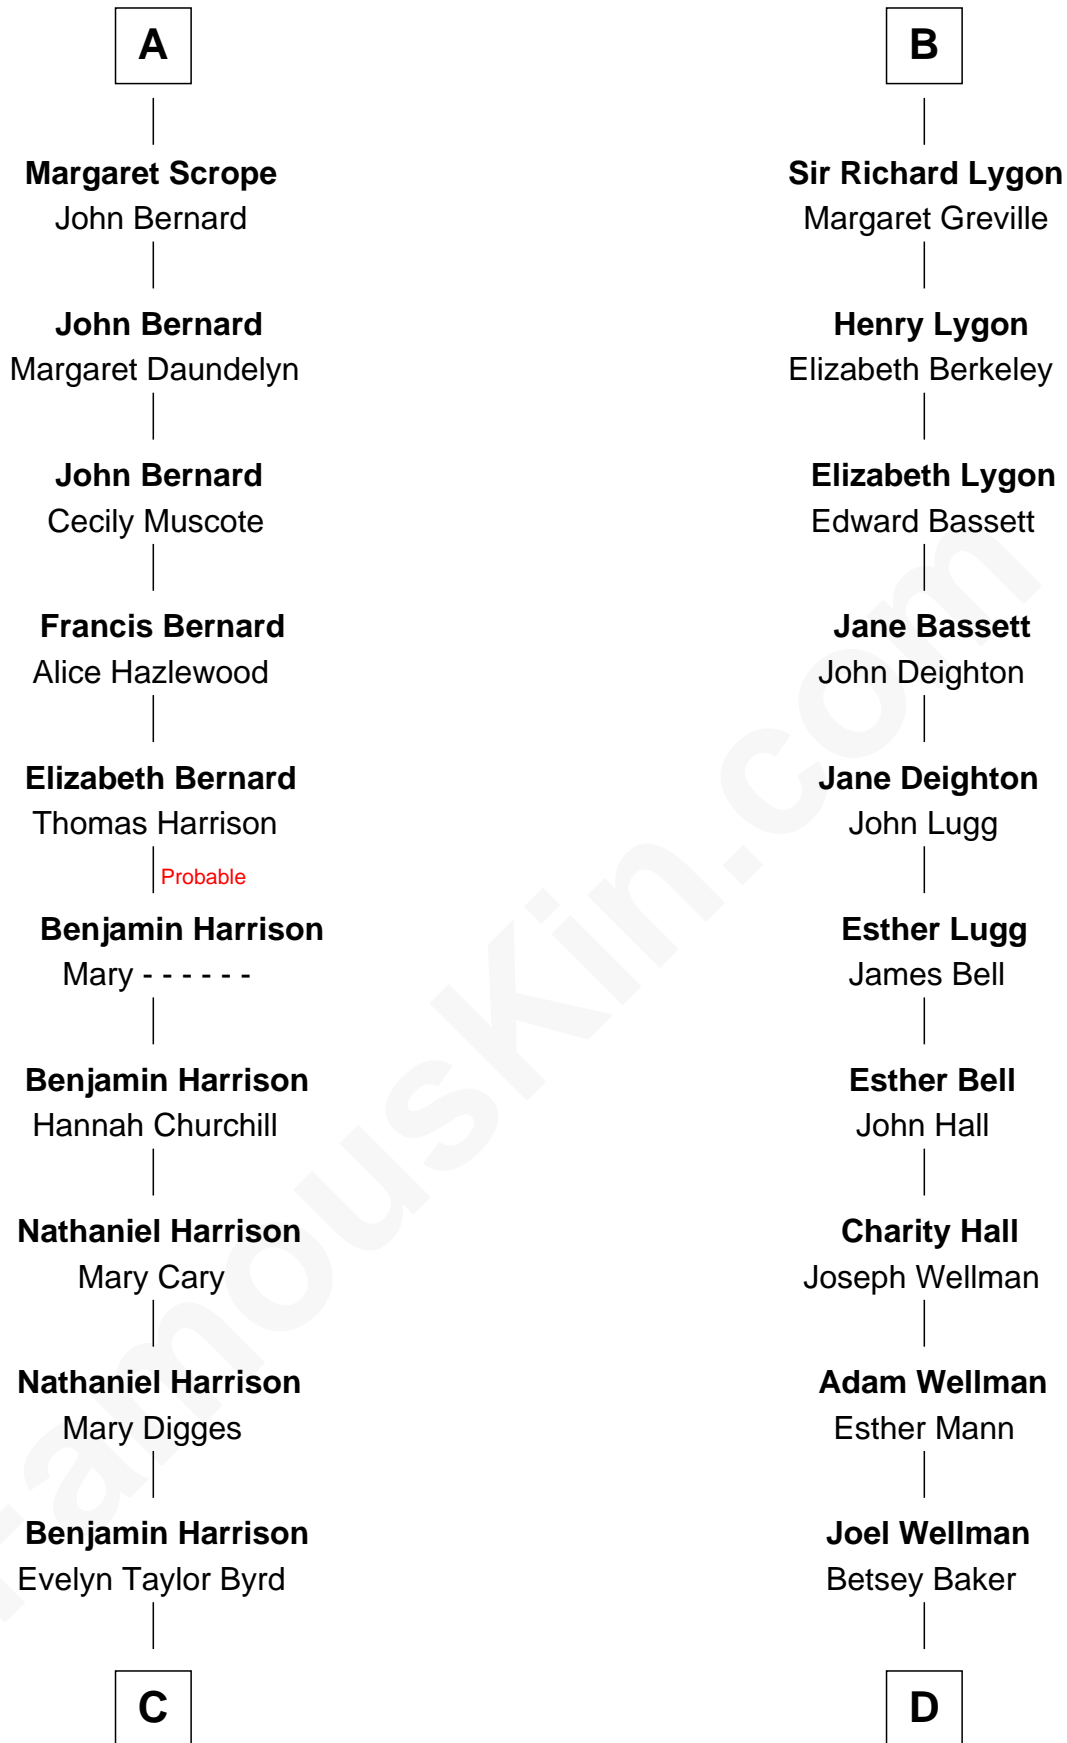 A
Margaret Scrope
John Bernard
John Bernard
Margaret Daundelyn
John Bernard
Cecily Muscote
Francis Bernard
Alice Hazlewood
Elizabeth Bernard
Thomas Harrison
Probable
Benjamin Harrison
Mary - - - - - -
Benjamin Harrison
Hannah Churchill
Nathaniel Harrison
Mary Cary
Nathaniel Harrison
Mary Digges
Benjamin Harrison
Evelyn Taylor Byrd
C
B
Sir Richard Lygon
Margaret Greville
Henry Lygon
Elizabeth Berkeley
Elizabeth Lygon
Edward Bassett
Jane Bassett
John Deighton
Jane Deighton
John Lugg
Esther Lugg
James Bell
Esther Bell
John Hall
Charity Hall
Joseph Wellman
Adam Wellman
Esther Mann
Joel Wellman
Betsey Baker
D
FamousKin.com